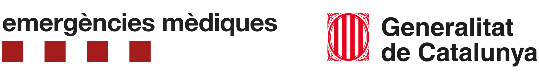 emergències mèdiques
Generalitat
de Catalunya